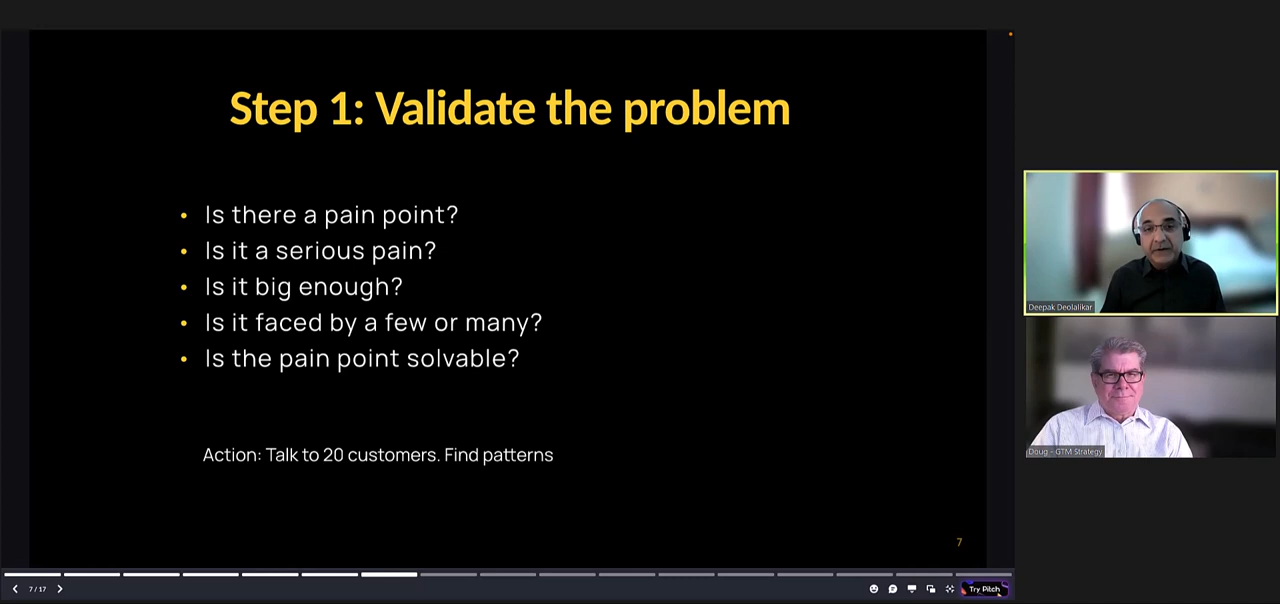 Step 1: Validate the problem
• Is there a pain point?
• Is it a serious pain?
• Is it big enough?
• Is it faced by a few or many?
• Is the pain point solvable?
Action: Talk to 20 customers. Find patterns
7
7 / 17
Try Pitch
Deepak Deolalikar
Doug - GTM Strategy